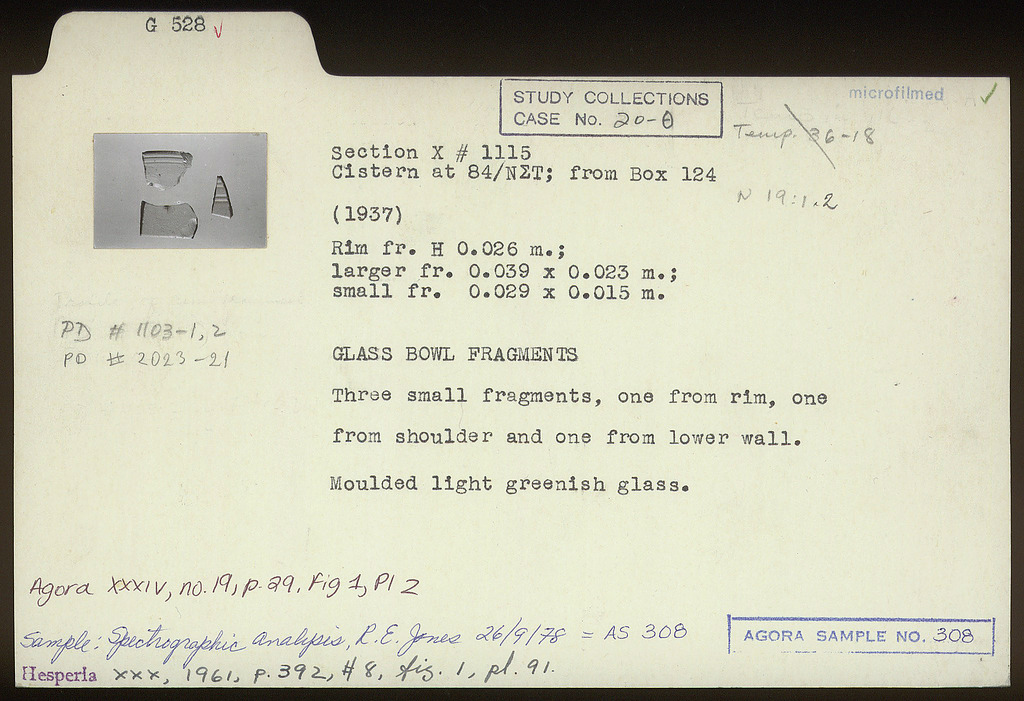 G 528 ✓
microfilmed ✓
STUDY COLLECTIONS
CASE No. 20-θ
Temp. 36-18
Section X # 1115
Cistern at 84/ΝΣΤ; from Box 124
N 19:1.2
(1937)
Rim fr. H 0.026 m.;
larger fr. 0.039 x 0.023 m.;
small fr. 0.029 x 0.015 m.
PD # 1103-1, 2
PD # 2023-21
GLASS BOWL FRAGMENTS
Three small fragments, one from rim, one
from shoulder and one from lower wall.
Moulded light greenish glass.
Agora XXXIV, no. 19, p. 29, Fig 1, Pl 2
Sample: Spectrographic analysis, R.E. Jones 26/9/78 = AS 308
AGORA SAMPLE NO. 308
Hesperia XXX, 1961, p. 392, # 8, fig. 1, pl. 91.